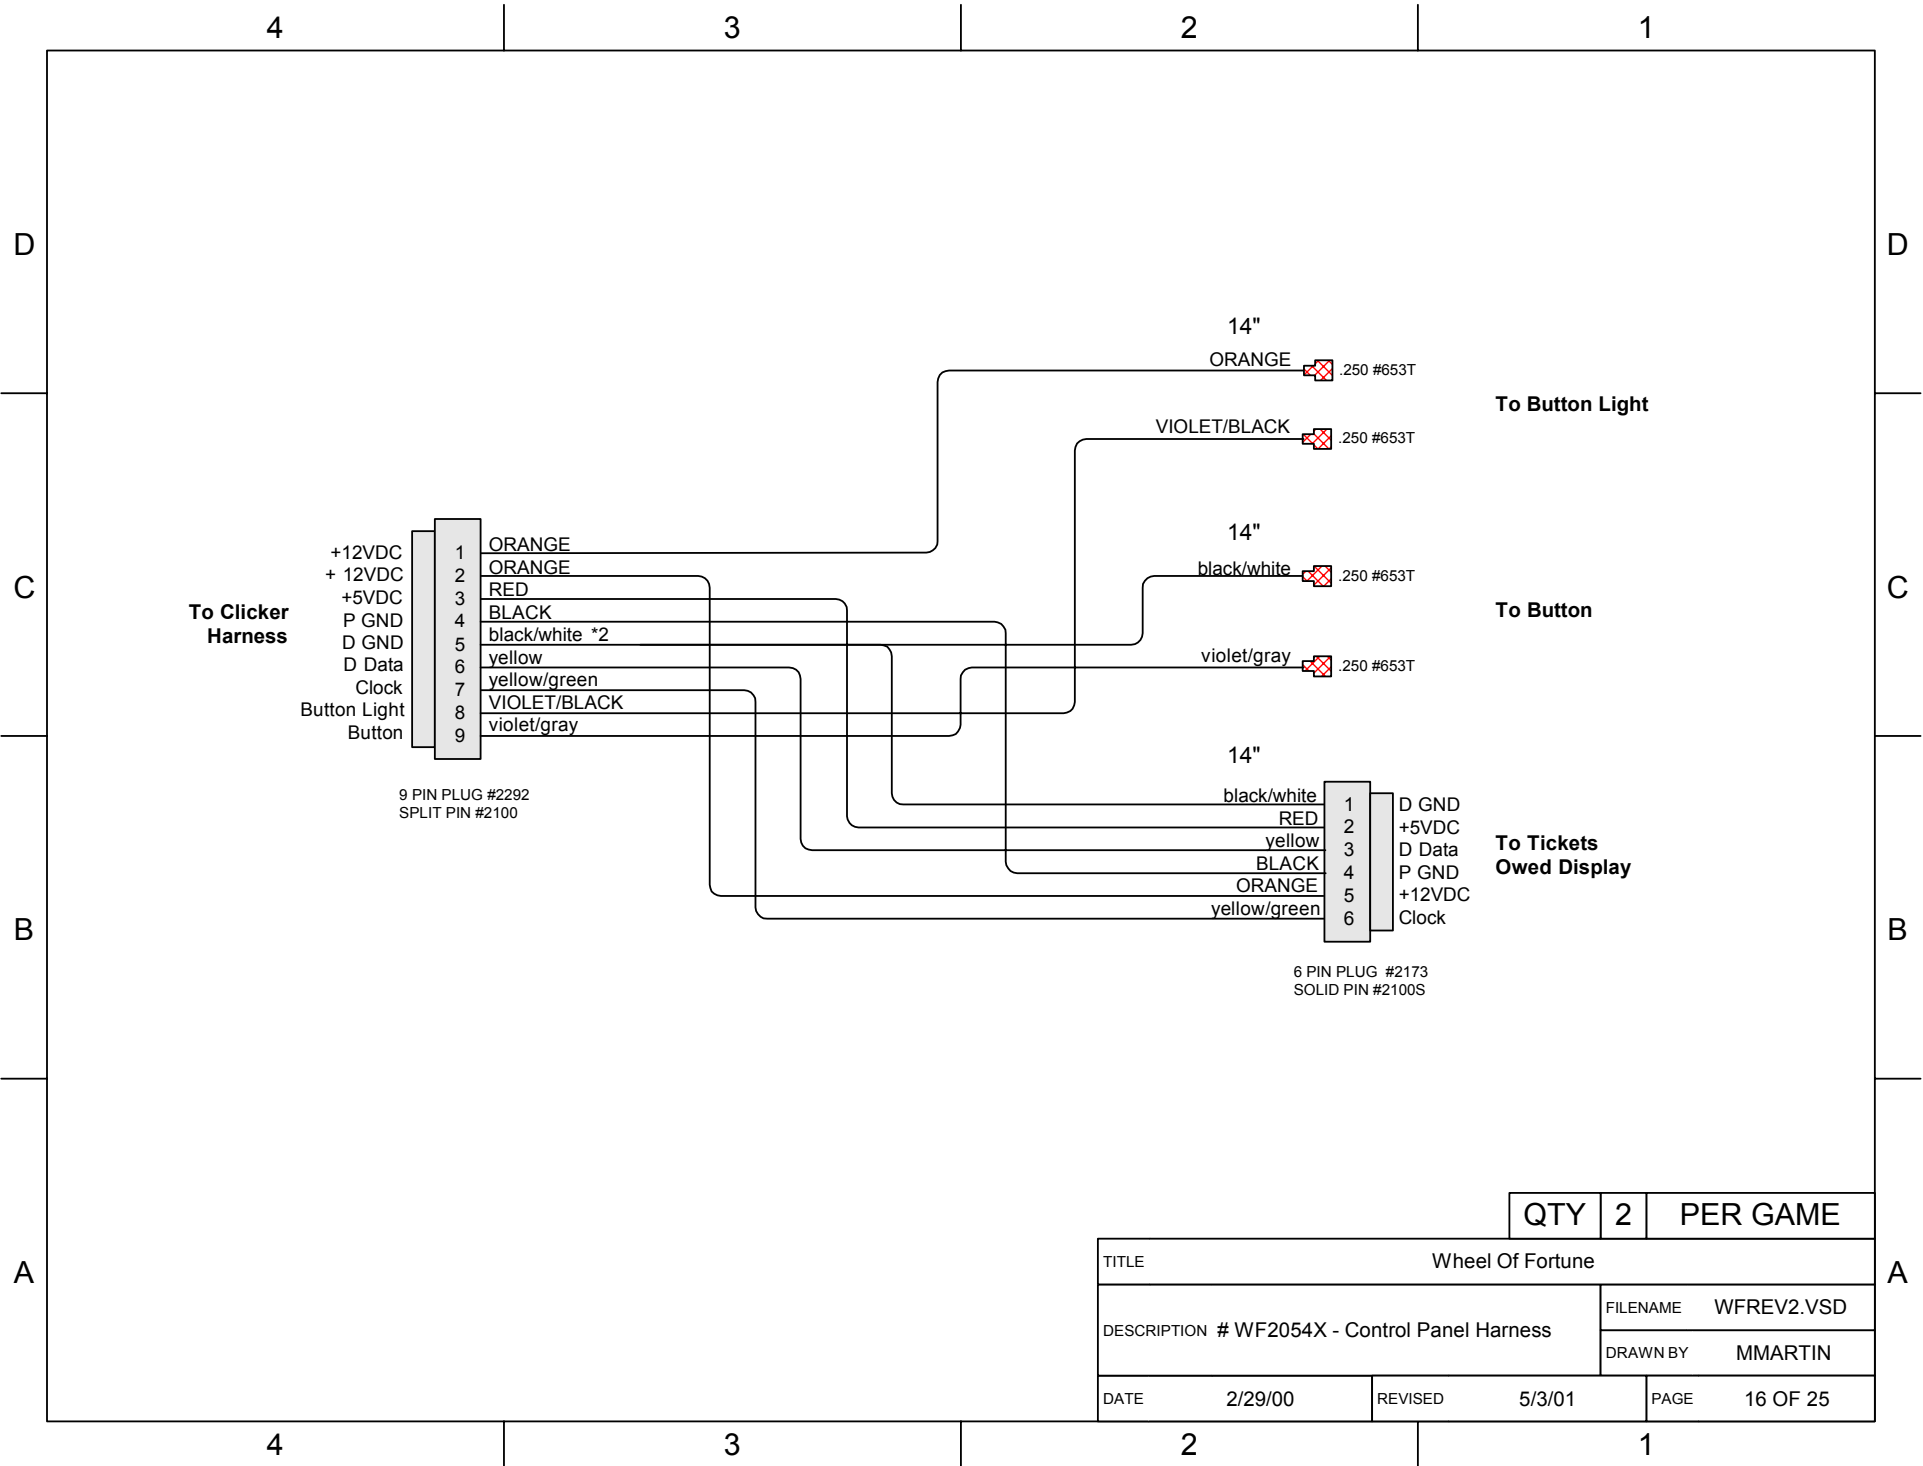 4 3 2 1
D D
14"
ORANGE .250 #653T
To Button Light
VIOLET/BLACK .250 #653T
14"
black/white .250 #653T
To Button
violet/gray .250 #653T
C C
To Clicker
Harness
+12VDC 1 ORANGE
+ 12VDC 2 ORANGE
+5VDC 3 RED
P GND 4 BLACK
D GND 5 black/white *2
D Data 6 yellow
Clock 7 yellow/green
Button Light 8 VIOLET/BLACK
Button 9 violet/gray
9 PIN PLUG #2292
SPLIT PIN #2100
14"
black/white 1 D GND
RED 2 +5VDC
yellow 3 D Data
BLACK 4 P GND
ORANGE 5 +12VDC
yellow/green 6 Clock
To Tickets
Owed Display
6 PIN PLUG #2173
SOLID PIN #2100S
B B
QTY 2 PER GAME
TITLE Wheel Of Fortune
A A
DESCRIPTION # WF2054X - Control Panel Harness
FILENAME WFREV2.VSD
DRAWN BY MMARTIN
DATE 2/29/00 REVISED 5/3/01 PAGE 16 OF 25
4 3 2 1